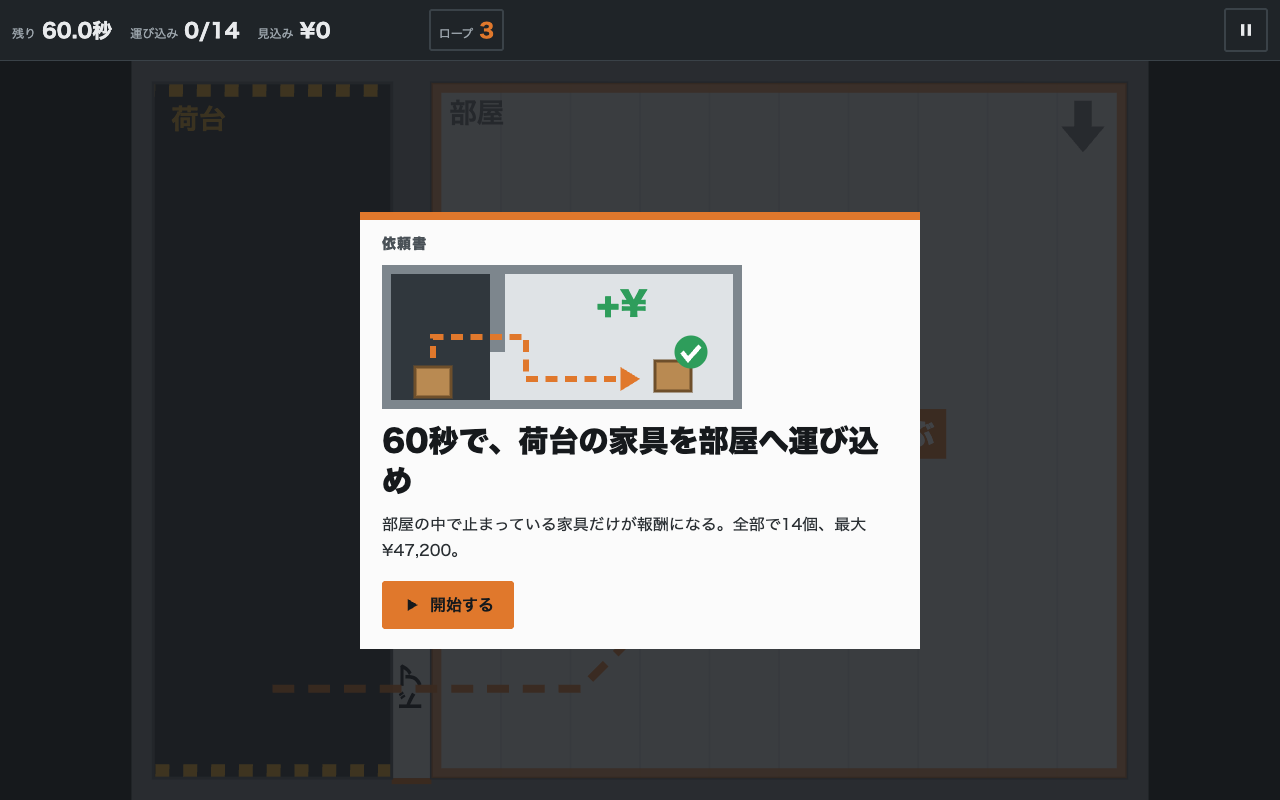 残り 60.0秒 運び込み 0/14 見込み ¥0 ロープ 3
荷台
部屋
依頼書
+¥
60秒で、荷台の家具を部屋へ運び込
め
部屋の中で止まっている家具だけが報酬になる。全部で14個、最大
¥47,200。
開始する